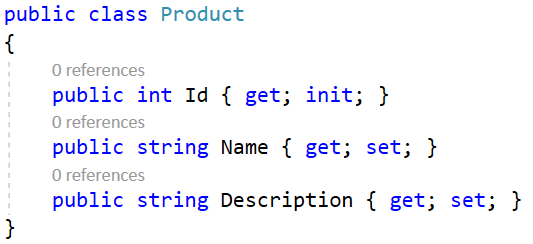 public class Product
{
0 references
public int Id { get; init; }
0 references
public string Name { get; set; }
0 references
public string Description { get; set; }
}